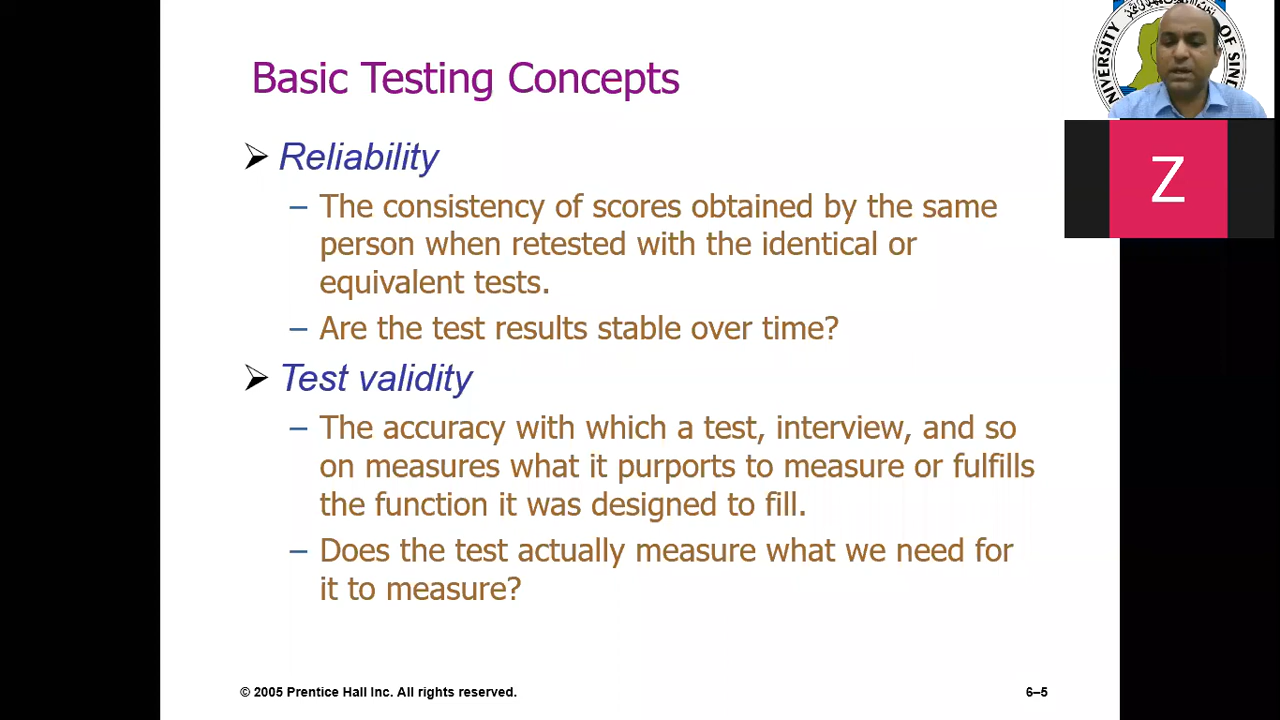 Basic Testing Concepts
➢ Reliability
– The consistency of scores obtained by the same
person when retested with the identical or
equivalent tests.
– Are the test results stable over time?
➢ Test validity
– The accuracy with which a test, interview, and so
on measures what it purports to measure or fulfills
the function it was designed to fill.
– Does the test actually measure what we need for
it to measure?
© 2005 Prentice Hall Inc. All rights reserved.
6–5
NIVERSITY
OF SIND
Z